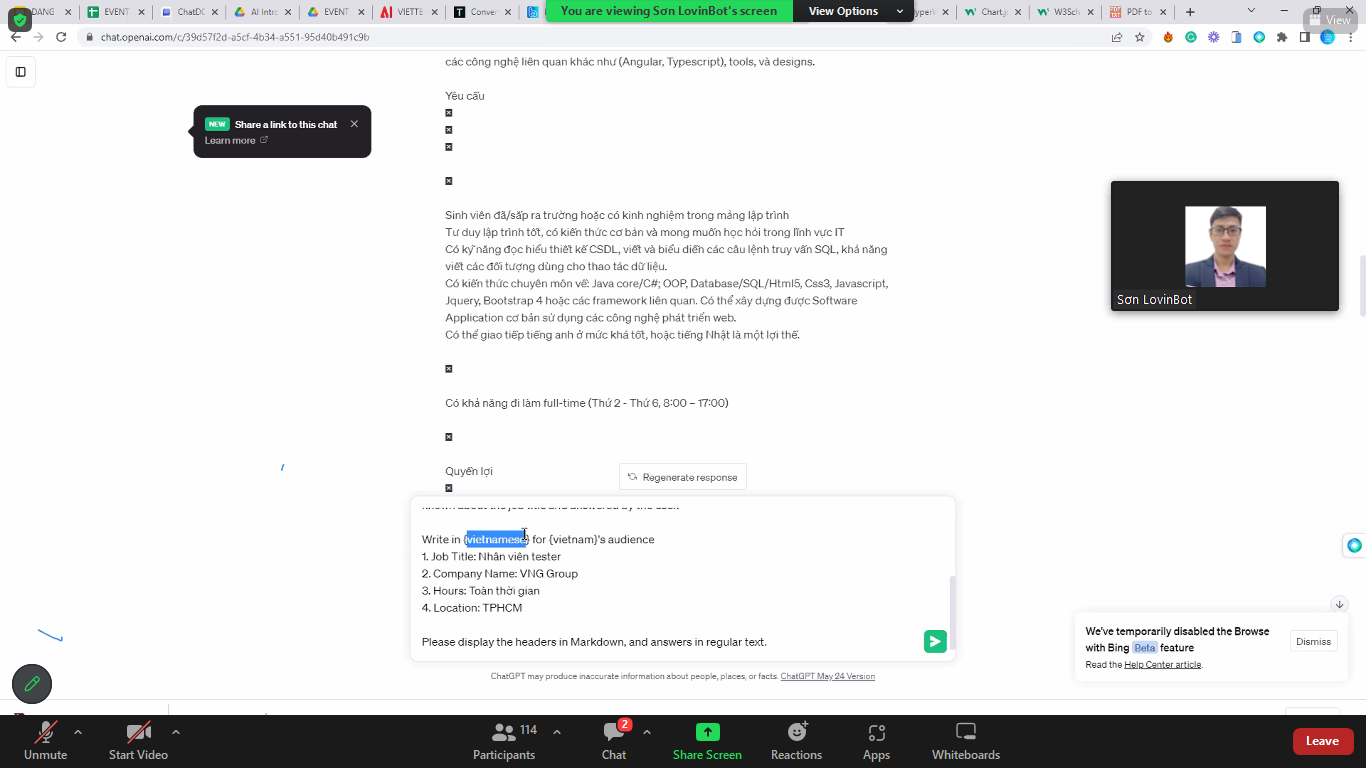 DANG
EVENT
ChatDC
AI Intro
EVENT
VIETTE
Conver
You are viewing Sơn LovinBot's screen
View Options
Chart.js
W3Sch
PDF to
View
chat.openai.com/c/39d57f2d-a5cf-4b34-a551-95d40b491c9b
các công nghệ liên quan khác như (Angular, Typescript), tools, và designs.
Yêu cầu
NEW Share a link to this chat
Learn more
Sinh viên đã/sắp ra trường hoặc có kinh nghiệm trong mảng lập trình
Tư duy lập trình tốt, có kiến thức cơ bản và mong muốn học hỏi trong lĩnh vực IT
Có kỹ năng đọc hiểu thiết kế CSDL, viết và biểu diễn các câu lệnh truy vấn SQL, khả năng
viết các đối tượng dùng cho thao tác dữ liệu.
Có kiến thức chuyên môn về: Java core/C#; OOP, Database/SQL/Html5, Css3, Javascript,
Jquery, Bootstrap 4 hoặc các framework liên quan. Có thể xây dựng được Software
Application cơ bản sử dụng các công nghệ phát triển web.
Có thể giao tiếp tiếng anh ở mức khá tốt, hoặc tiếng Nhật là một lợi thế.
Sơn LovinBot
Có khả năng đi làm full-time (Thứ 2 - Thứ 6, 8:00 – 17:00)
Quyền lợi
Regenerate response
Write in {vietnamese} for {vietnam}'s audience
1. Job Title: Nhân viên tester
2. Company Name: VNG Group
3. Hours: Toàn thời gian
4. Location: TPHCM
Please display the headers in Markdown, and answers in regular text.
We've temporarily disabled the Browse
with Bing Beta feature
Dismiss
Read the Help Center article.
ChatGPT may produce inaccurate information about people, places, or facts. ChatGPT May 24 Version
Unmute
Start Video
Participants
114
Chat
2
Share Screen
Reactions
Apps
Whiteboards
Leave